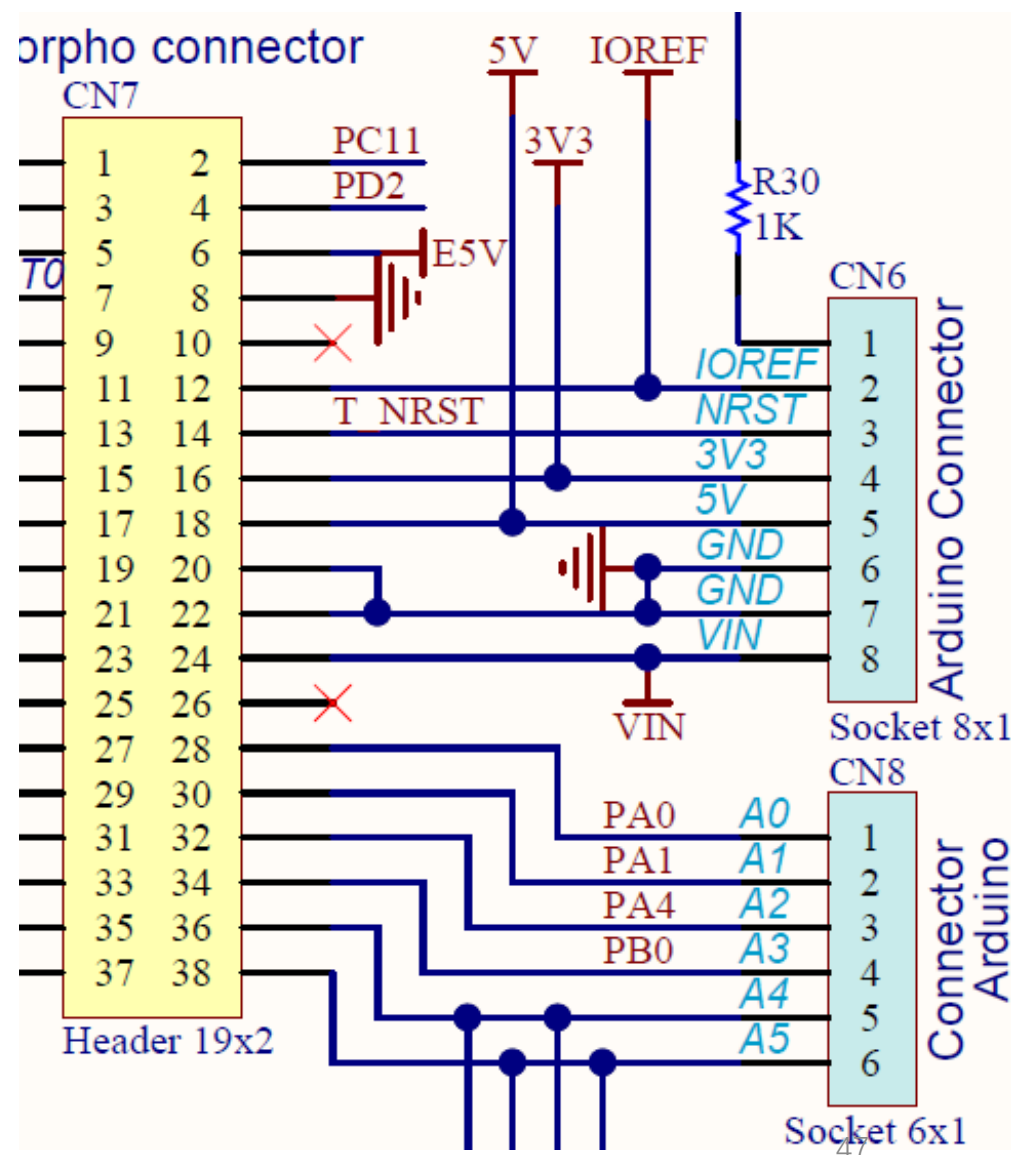 orpho connector
CN7
5V
IOREF
3V3
1 2 PC11
3 4 PD2
5 6 E5V
T0
7 8
9 10
11 12
13 14 T_NRST
15 16
17 18
19 20
21 22
23 24
25 26
27 28
29 30
31 32
33 34
35 36
37 38
Header 19x2
R30
1K
CN6
1
IOREF 2
NRST 3
3V3 4
5V 5
GND 6
GND 7
VIN 8
VIN
Arduino Connector
Socket 8x1
CN8
PA0 A0 1
PA1 A1 2
PA4 A2 3
PB0 A3 4
A4 5
A5 6
Connector
Arduino
Socket 6x1
47